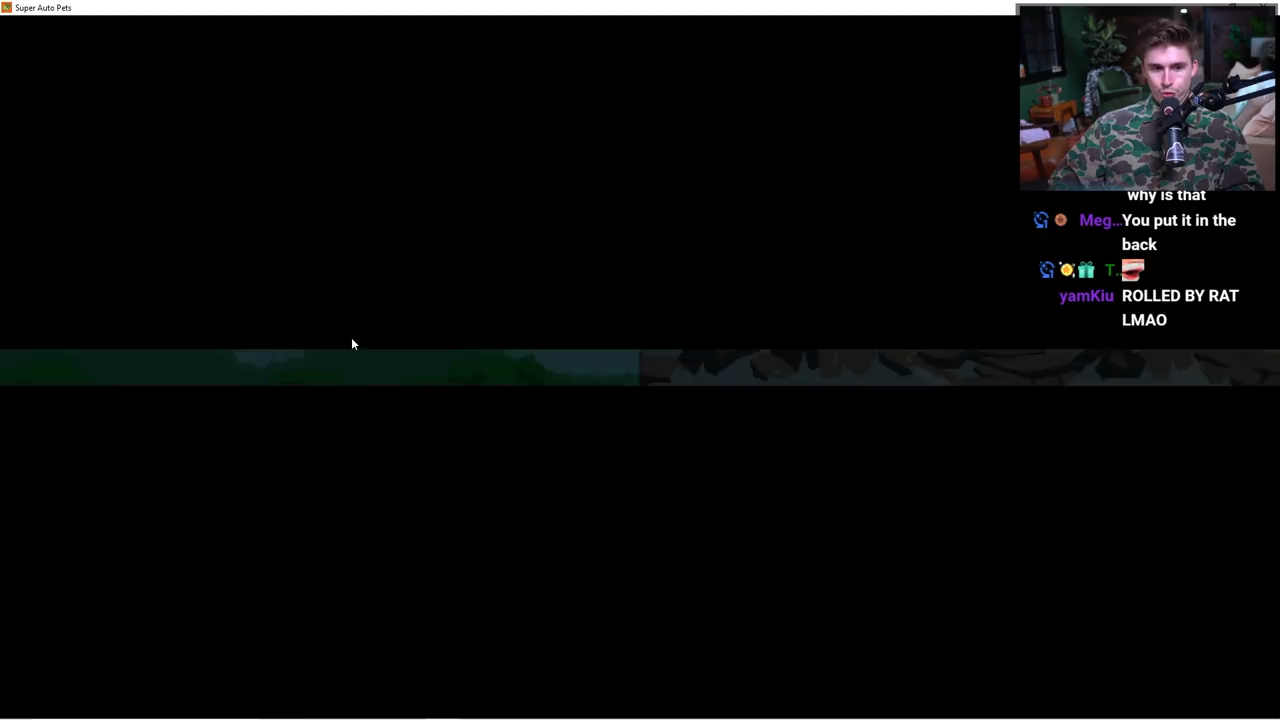 Super Auto Pets
why is that
Meg... You put it in the
back
T...
yamKiu ROLLED BY RAT
LMAO